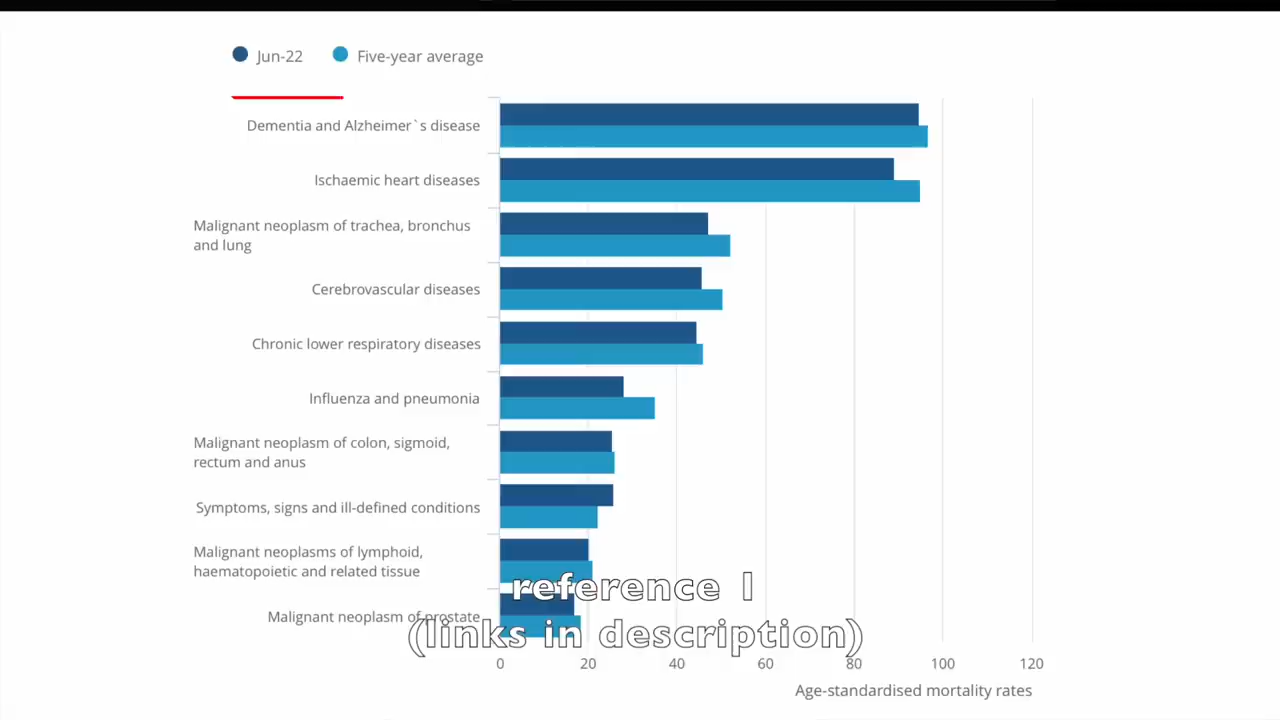 Jun-22
Five-year average
Dementia and Alzheimer`s disease
Ischaemic heart diseases
Malignant neoplasm of trachea, bronchus
and lung
Cerebrovascular diseases
Chronic lower respiratory diseases
Influenza and pneumonia
Malignant neoplasm of colon, sigmoid,
rectum and anus
Symptoms, signs and ill-defined conditions
Malignant neoplasms of lymphoid,
haematopoietic and related tissue
reference 1
Malignant neoplasm of prostate
(links in description)
0 20 40 60 80 100 120
Age-standardised mortality rates